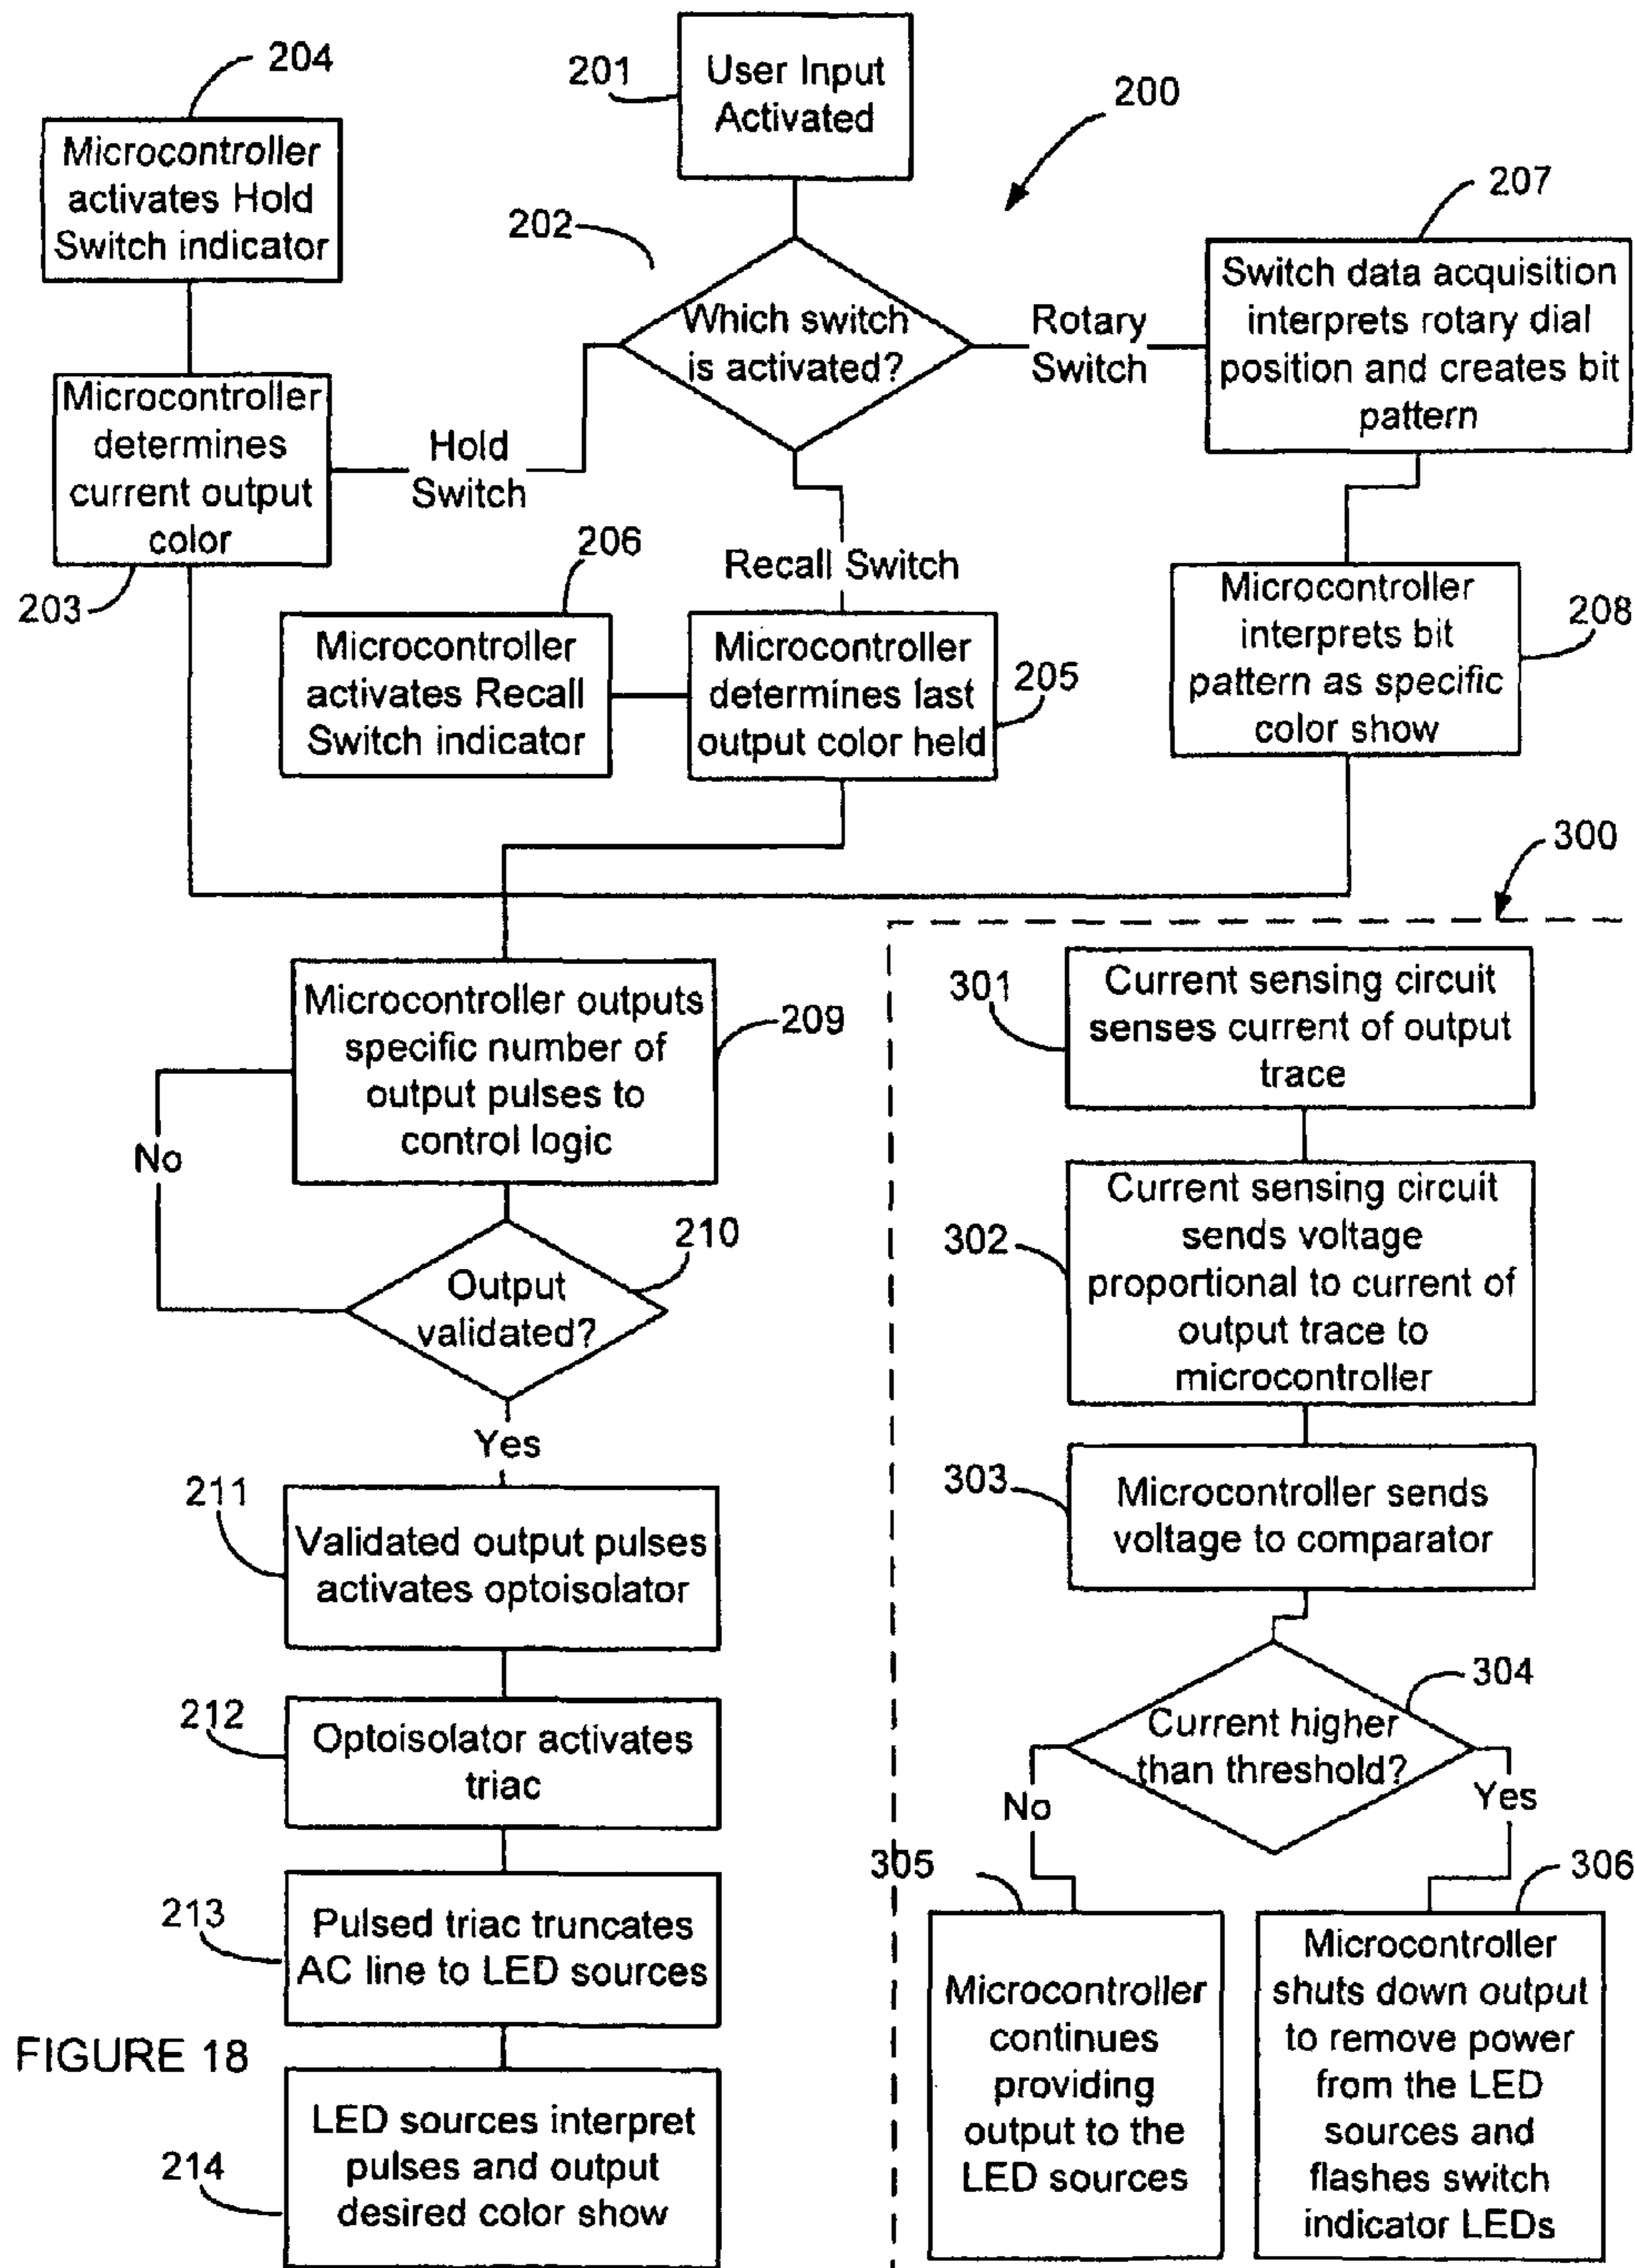 201
User Input
Activated
200
204
Microcontroller
activates Hold
Switch indicator
202
Which switch
is activated?
Rotary
Switch
207
Switch data acquisition
interprets rotary dial
position and creates bit
pattern
Microcontroller
determines
current output
color
203
Hold
Switch
Recall Switch
206
Microcontroller
activates Recall
Switch indicator
Microcontroller
determines last
output color held
205
Microcontroller
interprets bit
pattern as specific
color show
208
Microcontroller outputs
specific number of
output pulses to
control logic
209
No
210
Output
validated?
Yes
211
Validated output pulses
activates optoisolator
212
Optoisolator activates
triac
213
Pulsed triac truncates
AC line to LED sources
FIGURE 18
214
LED sources interpret
pulses and output
desired color show
300
301
Current sensing circuit
senses current of output
trace
302
Current sensing circuit
sends voltage
proportional to current of
output trace to
microcontroller
303
Microcontroller sends
voltage to comparator
304
Current higher
than threshold?
No
Yes
305
Microcontroller
continues
providing
output to the
LED sources
306
Microcontroller
shuts down output
to remove power
from the LED
sources and
flashes switch
indicator LEDs